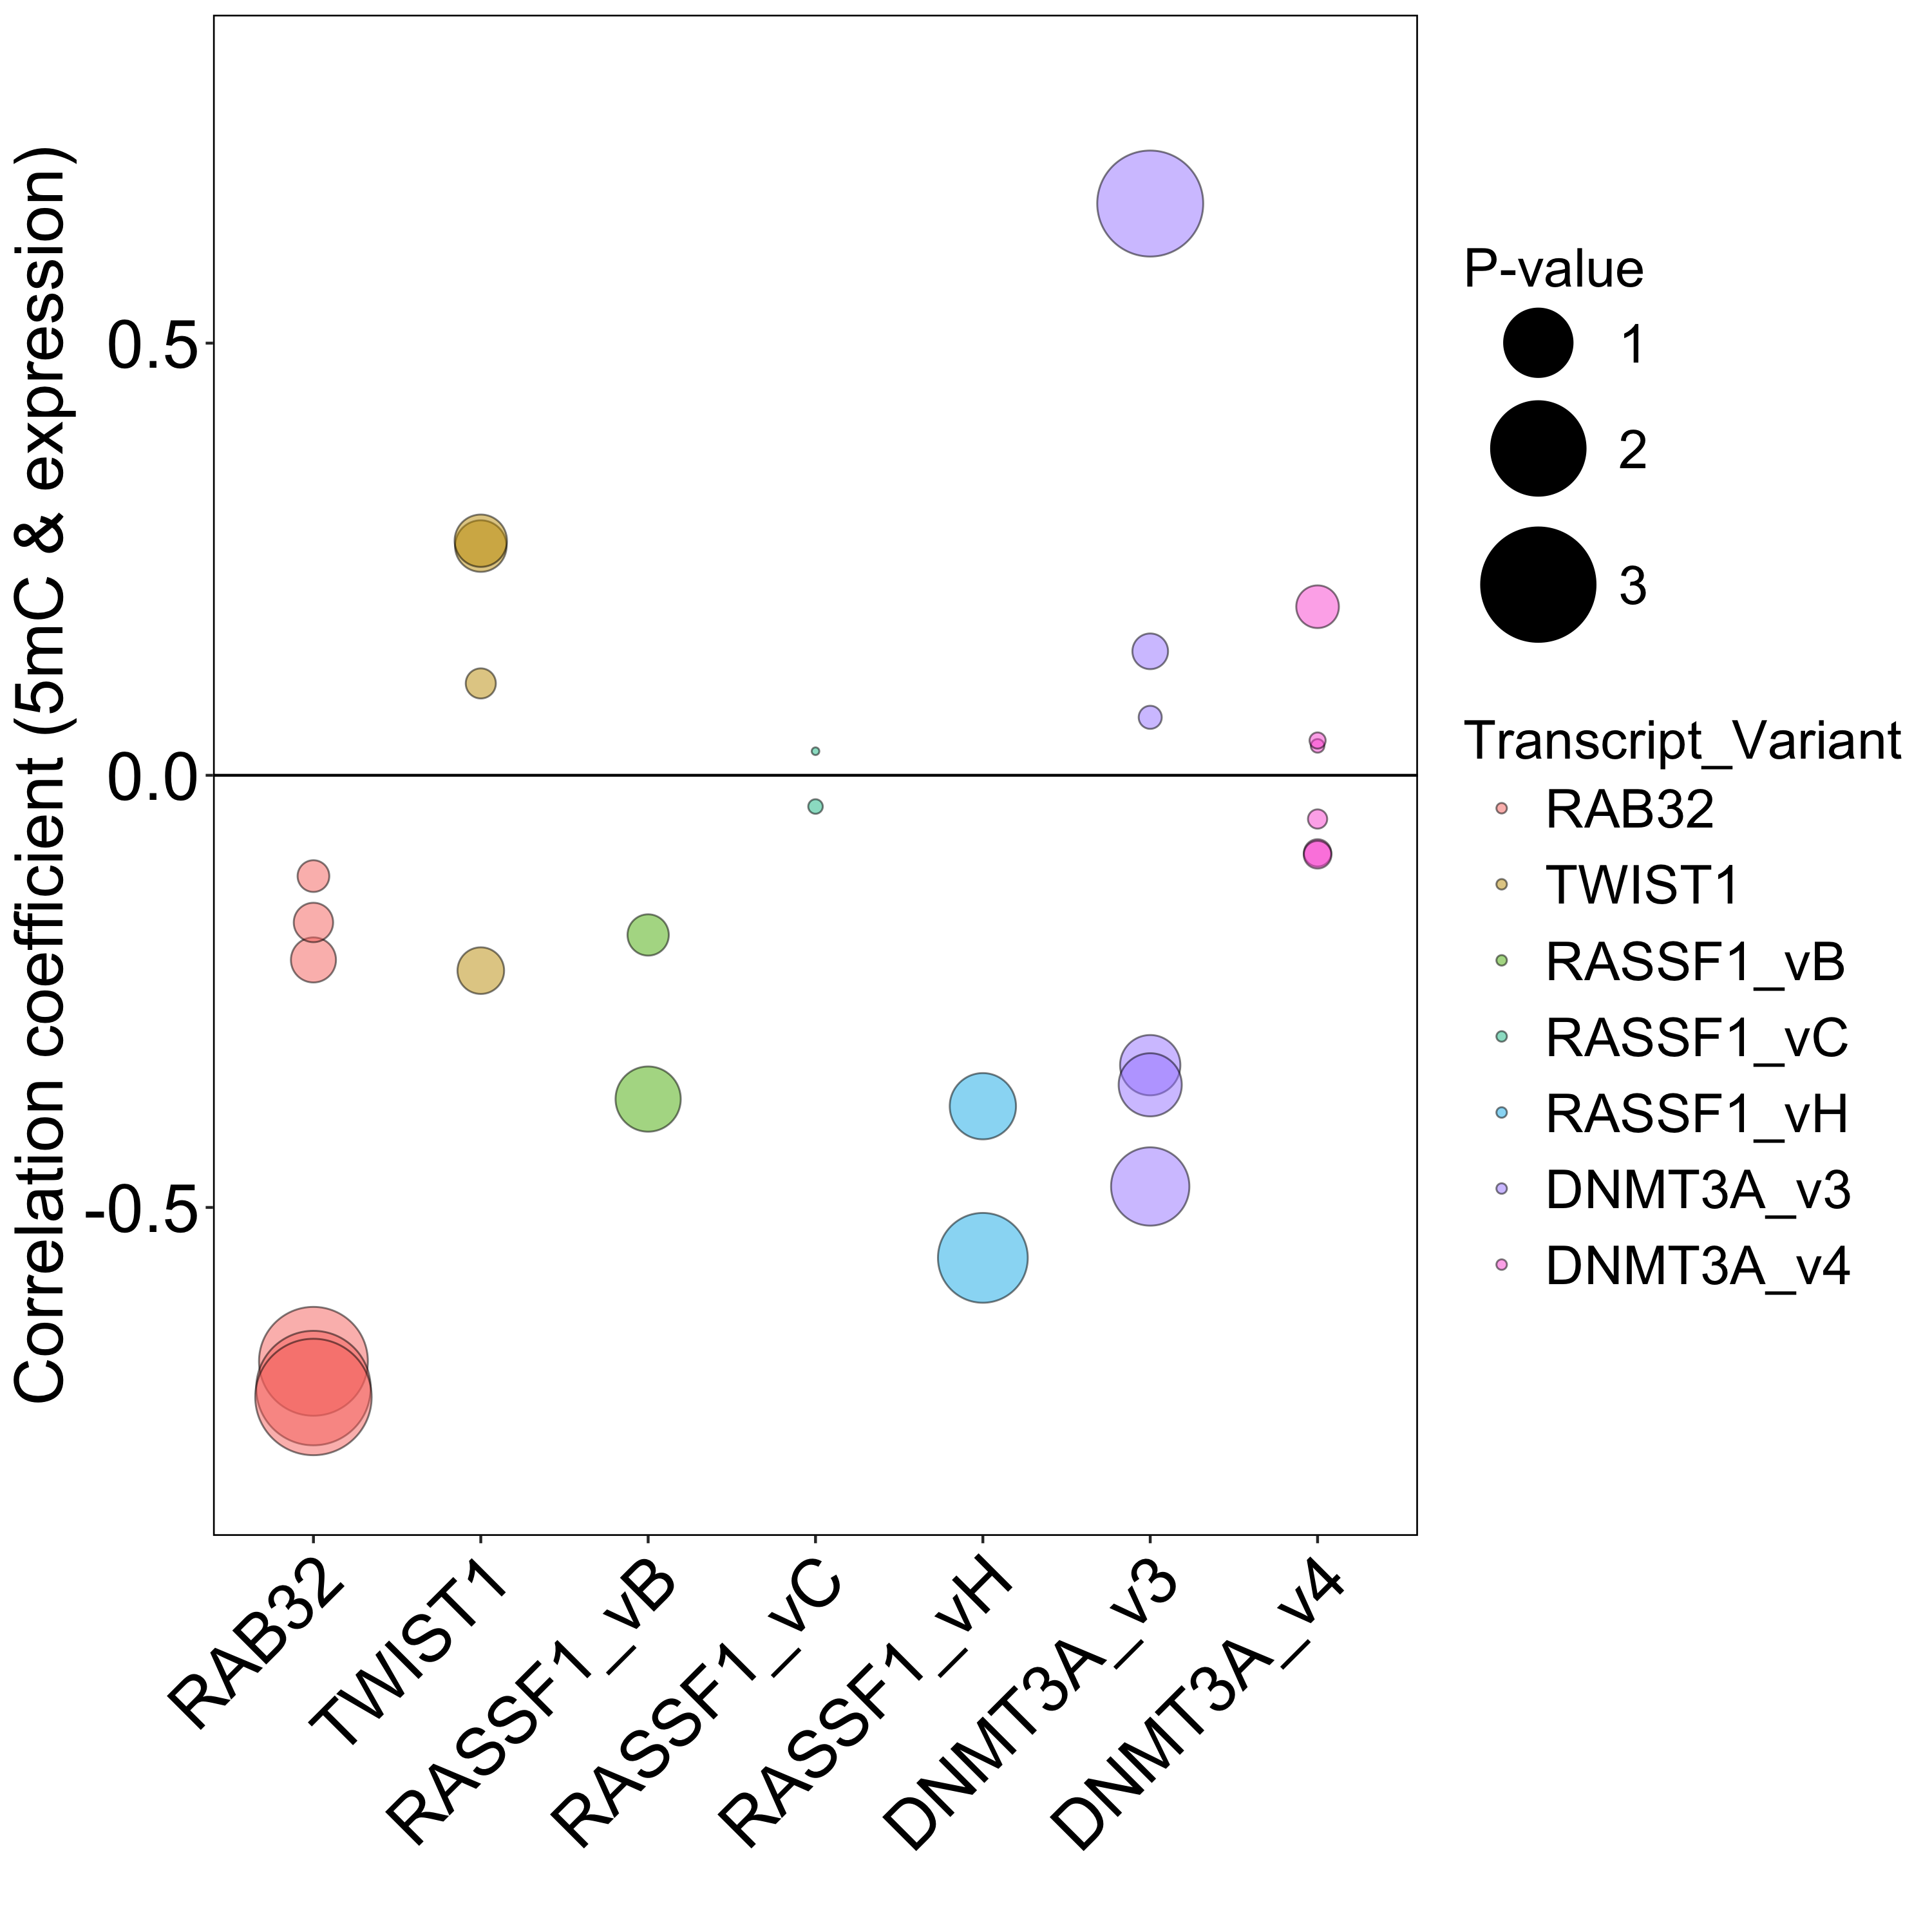 Correlation coefficient (5mC & expression)
0.5
0.0
-0.5
RAB32
TWIST1
RASSF1_vB
RASSF1_vC
RASSF1_vH
DNMT3A_v3
DNMT3A_v4
P-value
1
2
3
Transcript_Variant
RAB32
TWIST1
RASSF1_vB
RASSF1_vC
RASSF1_vH
DNMT3A_v3
DNMT3A_v4